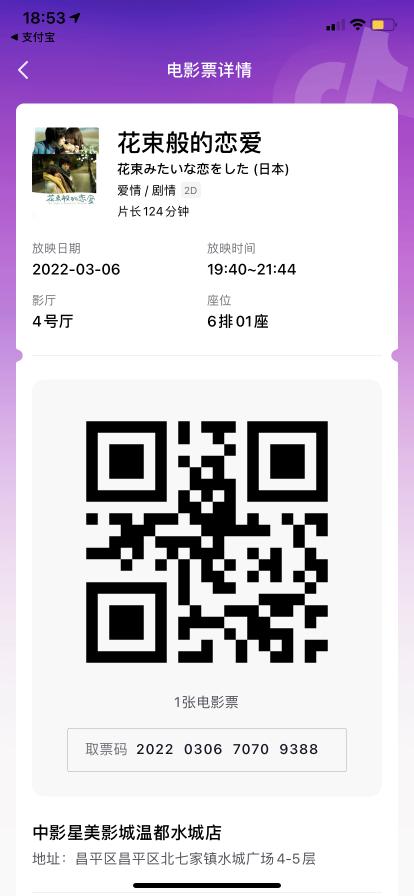 18:53
支付宝
电影票详情
花束般的恋爱
花束みたいな恋をした (日本)
爱情 / 剧情 2D
片长124分钟
花束般的恋爱
放映日期 放映时间
2022-03-06 19:40~21:44
影厅 座位
4号厅 6排01座
1张电影票
取票码 2022 0306 7070 9388
中影星美影城温都水城店
地址：昌平区昌平区北七家镇水城广场4-5层